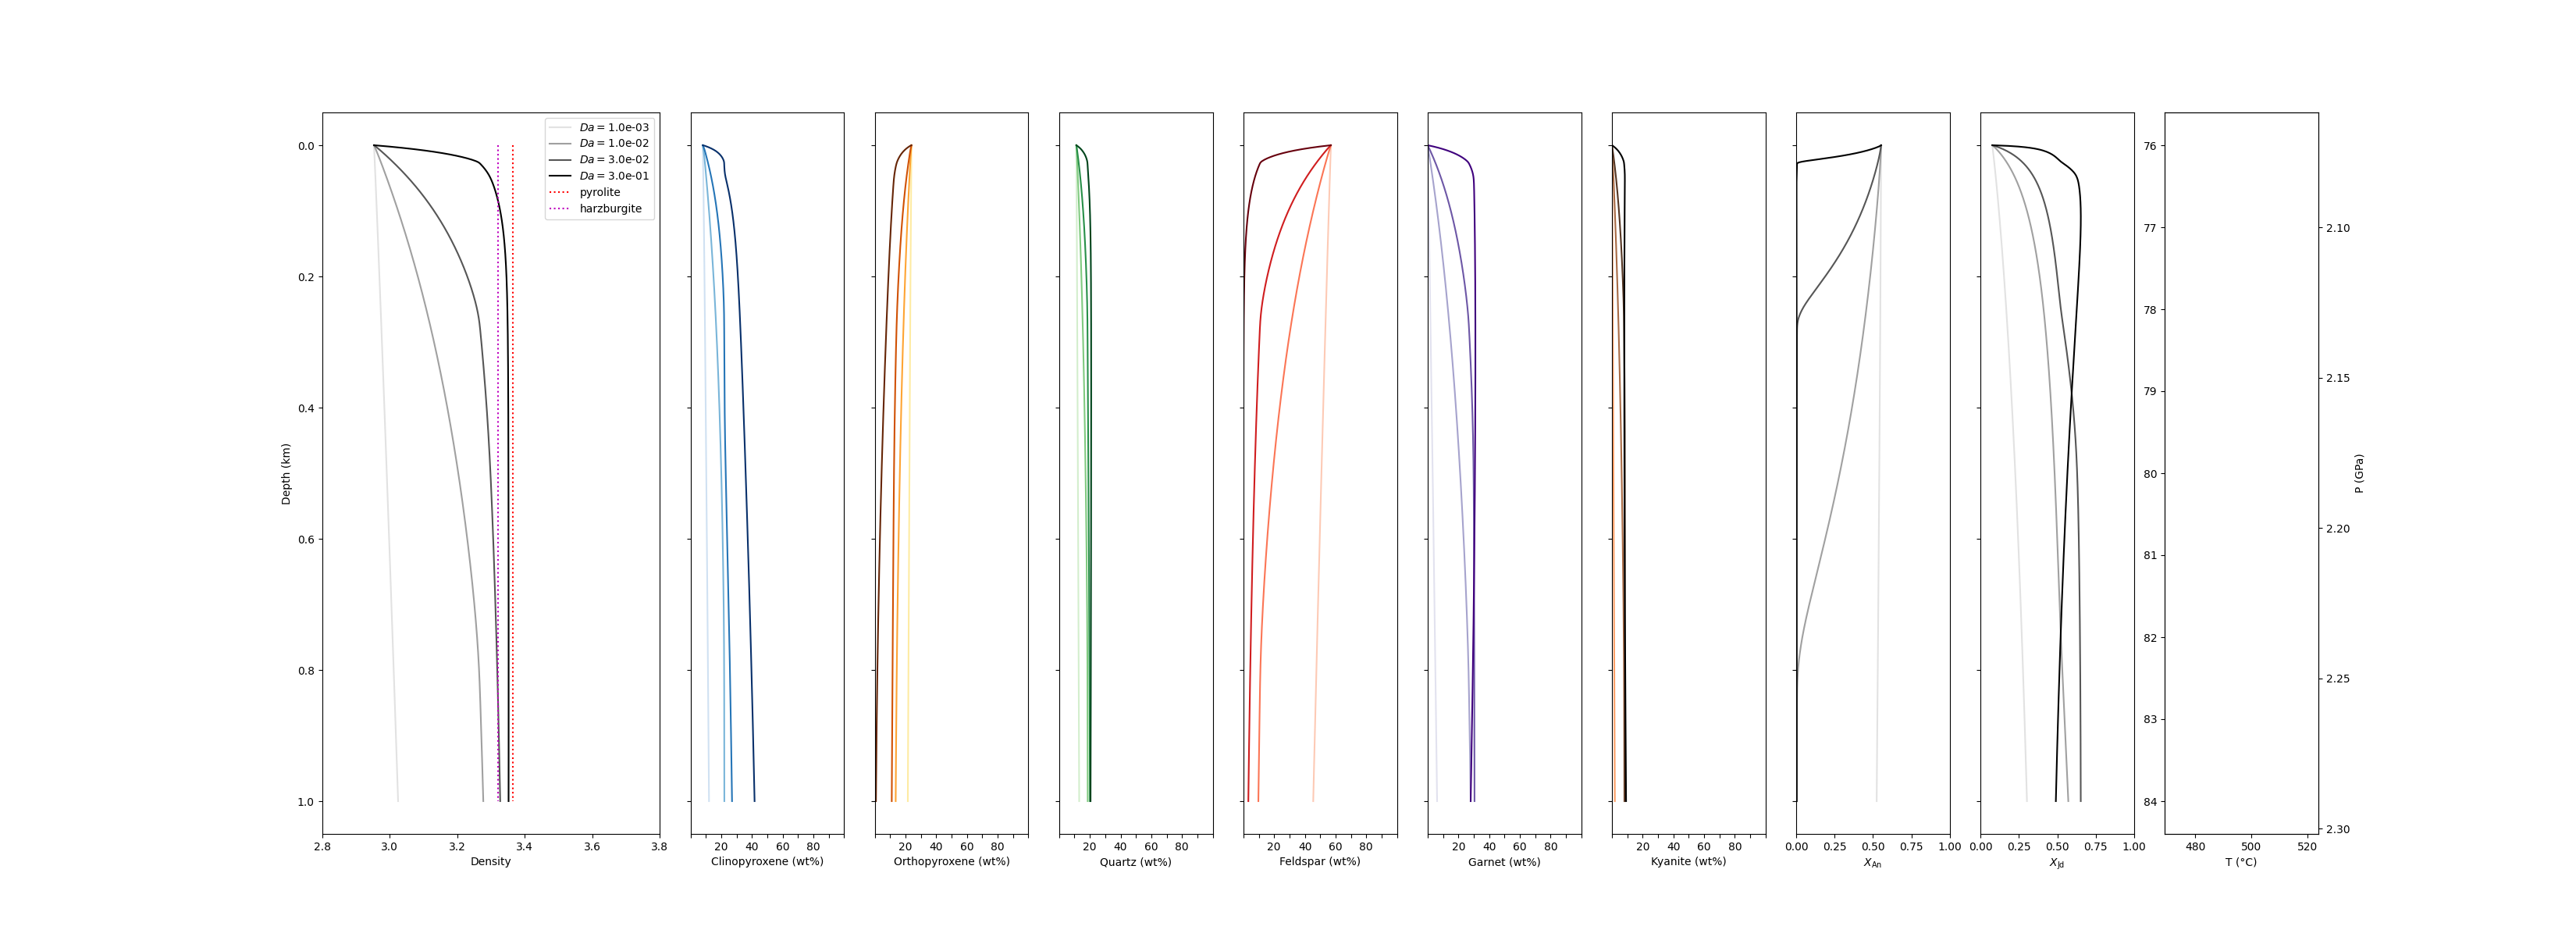 Da = 1.0e-03
Da = 1.0e-02
Da = 3.0e-02
Da = 3.0e-01
pyrolite
harzburgite
0.0
0.2
0.4
0.6
0.8
1.0
Depth (km)
2.8 3.0 3.2 3.4 3.6 3.8
Density
20 40 60 80
Clinopyroxene (wt%)
20 40 60 80
Orthopyroxene (wt%)
20 40 60 80
Quartz (wt%)
20 40 60 80
Feldspar (wt%)
20 40 60 80
Garnet (wt%)
20 40 60 80
Kyanite (wt%)
0.00 0.25 0.50 0.75 1.00
XAn
0.00 0.25 0.50 0.75 1.00
XJd
76
77
78
79
80
81
82
83
84
480 500 520
T (°C)
2.10
2.15
2.20
2.25
2.30
P (GPa)